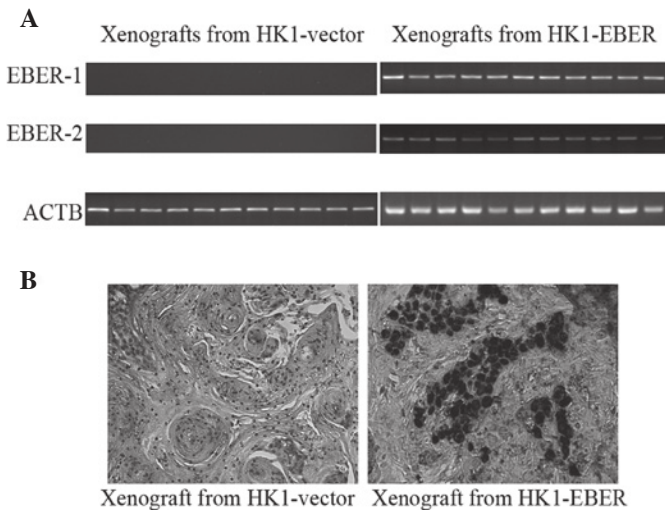 A
Xenografts from HK1-vector Xenografts from HK1-EBER
EBER-1
EBER-2
ACTB
B
Xenograft from HK1-vector Xenograft from HK1-EBER